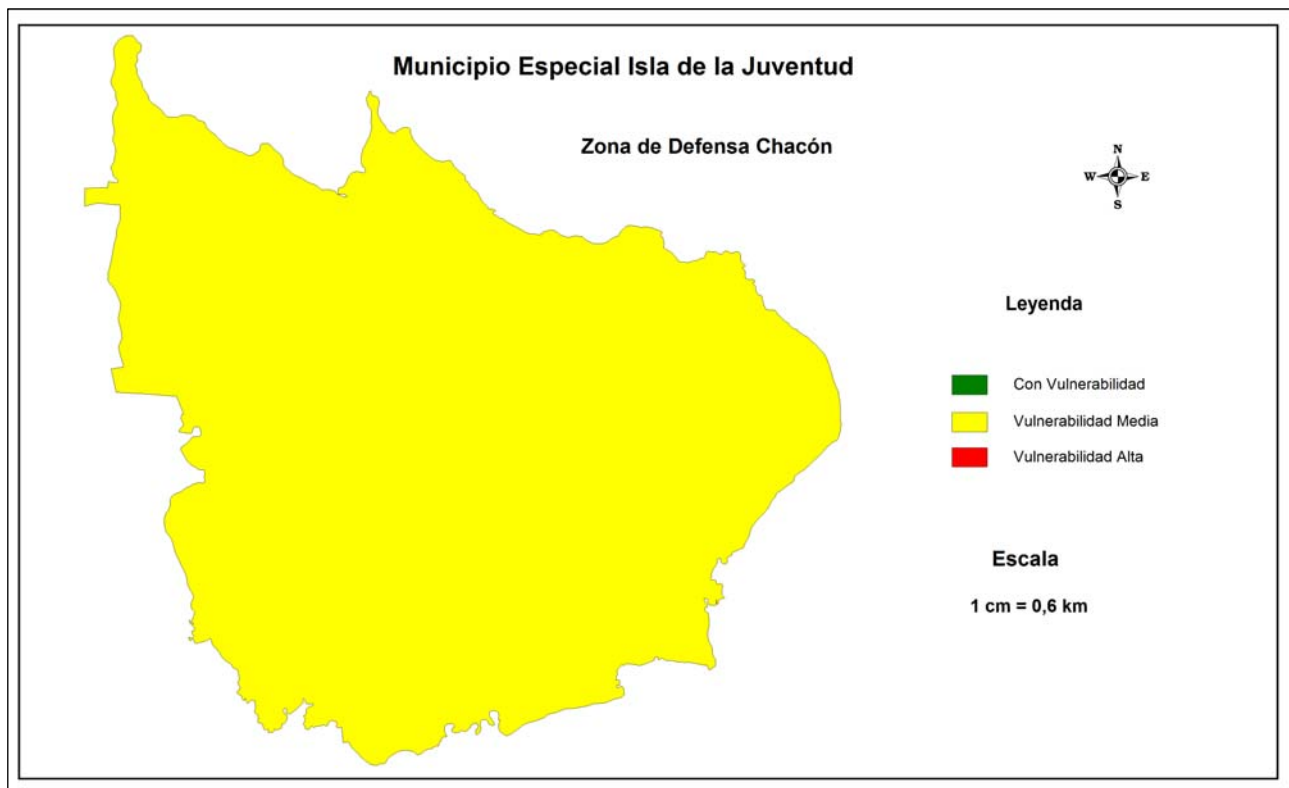 Municipio Especial Isla de la Juventud
Zona de Defensa Chacón
N
W E
S
Leyenda
Con Vulnerabilidad
Vulnerabilidad Media
Vulnerabilidad Alta
Escala
1 cm = 0,6 km